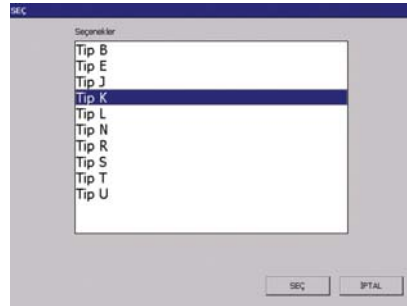 SEÇ
Seçenekler
Tip B
Tip E
Tip J
Tip K
Tip L
Tip N
Tip R
Tip S
Tip T
Tip U
SEÇ
İPTAL